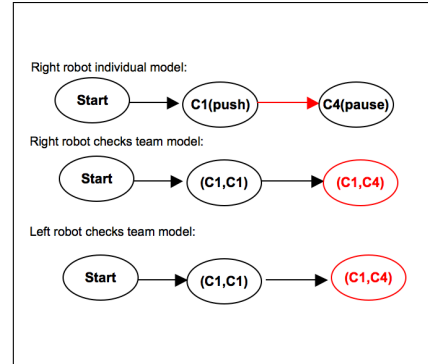 Right robot individual model:
Start C1(push) C4(pause)
Right robot checks team model:
Start (C1,C1) (C1,C4)
Left robot checks team model:
Start (C1,C1) (C1,C4)